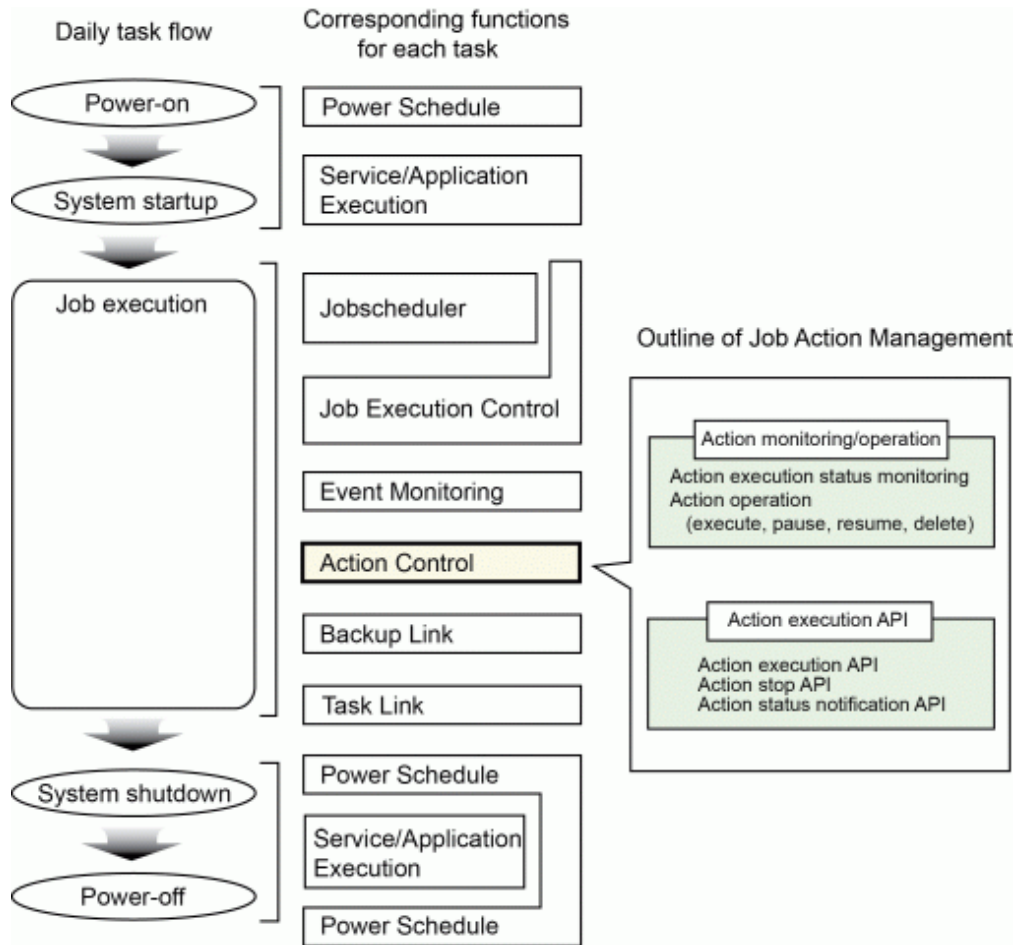 Daily task flow
Corresponding functions
for each task
Power-on
System startup
Job execution
System shutdown
Power-off
Power Schedule
Service/Application
Execution
Jobscheduler
Job Execution Control
Event Monitoring
Action Control
Backup Link
Task Link
Power Schedule
Service/Application
Execution
Power Schedule
Outline of Job Action Management
Action monitoring/operation
Action execution status monitoring
Action operation
(execute, pause, resume, delete)
Action execution API
Action execution API
Action stop API
Action status notification API